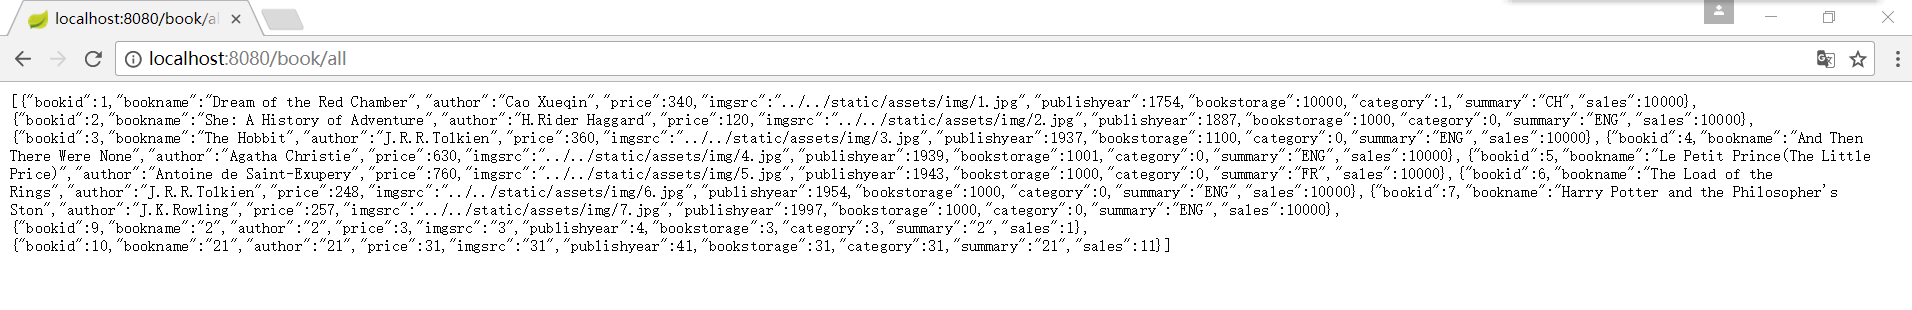 localhost:8080/book/al
localhost:8080/book/all
[{"bookid":1,"bookname":"Dream of the Red Chamber","author":"Cao Xueqin","price":340,"imgsrc":"../../static/assets/img/1.jpg","publishyear":1754,"bookstorage":10000,"category":1,"summary":"CH","sales":10000},
{"bookid":2,"bookname":"She: A History of Adventure","author":"H.Rider Haggard","price":120,"imgsrc":"../../static/assets/img/2.jpg","publishyear":1887,"bookstorage":1000,"category":0,"summary":"ENG","sales":10000},
{"bookid":3,"bookname":"The Hobbit","author":"J.R.R.Tolkien","price":360,"imgsrc":"../../static/assets/img/3.jpg","publishyear":1937,"bookstorage":1100,"category":0,"summary":"ENG","sales":10000},{"bookid":4,"bookname":"And Then
There Were None","author":"Agatha Christie","price":630,"imgsrc":"../../static/assets/img/4.jpg","publishyear":1939,"bookstorage":1001,"category":0,"summary":"ENG","sales":10000},{"bookid":5,"bookname":"Le Petit Prince(The Little
Price)","author":"Antoine de Saint-Exupery","price":760,"imgsrc":"../../static/assets/img/5.jpg","publishyear":1943,"bookstorage":1000,"category":0,"summary":"FR","sales":10000},{"bookid":6,"bookname":"The Load of the
Rings","author":"J.R.R.Tolkien","price":248,"imgsrc":"../../static/assets/img/6.jpg","publishyear":1954,"bookstorage":1000,"category":0,"summary":"ENG","sales":10000},{"bookid":7,"bookname":"Harry Potter and the Philosopher's
Ston","author":"J.K.Rowling","price":257,"imgsrc":"../../static/assets/img/7.jpg","publishyear":1997,"bookstorage":1000,"category":0,"summary":"ENG","sales":10000},
{"bookid":9,"bookname":"2","author":"2","price":3,"imgsrc":"3","publishyear":4,"bookstorage":3,"category":3,"summary":"2","sales":1},
{"bookid":10,"bookname":"21","author":"21","price":31,"imgsrc":"31","publishyear":41,"bookstorage":31,"category":31,"summary":"21","sales":11}]